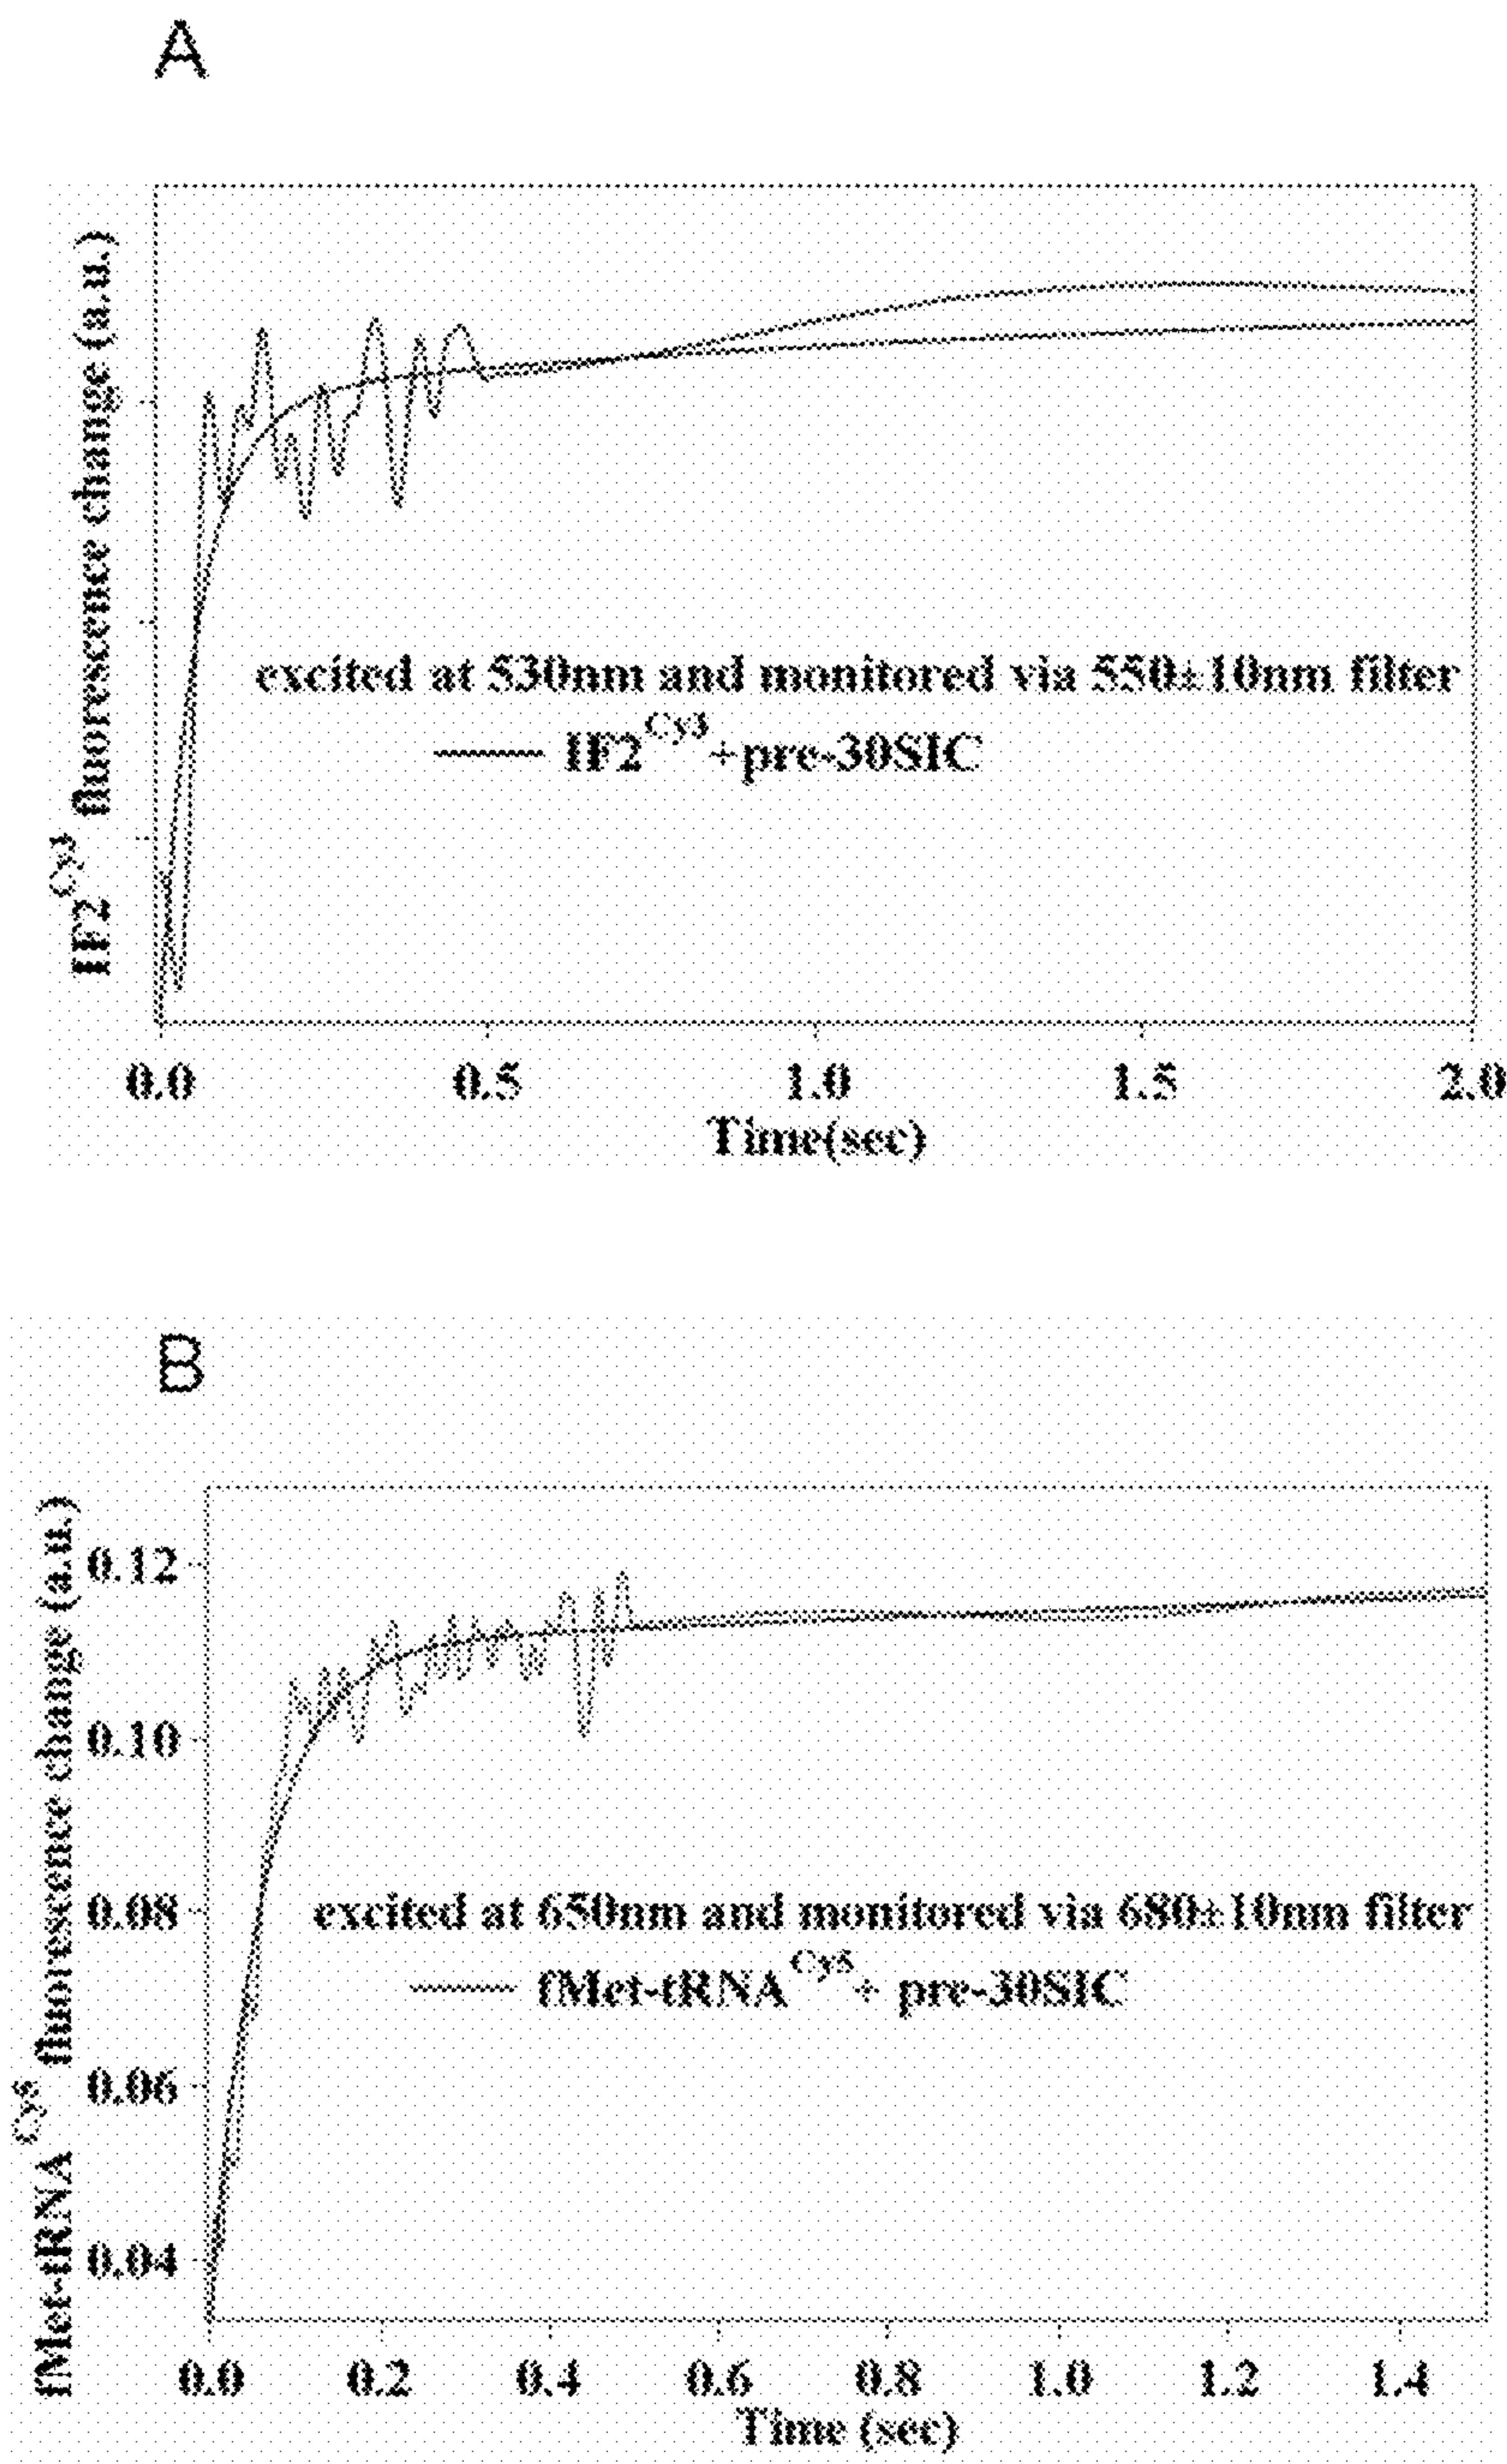 A
IF2 Cy3 fluorescence change (a.u.)
excited at 530nm and monitored via 550±10nm filter
IF2 Cy3 +pre-30SIC
0.0 0.5 1.0 1.5 2.0
Time(sec)
B
fMet-tRNA Cy5 fluorescence change (a.u.)
0.12
0.10
0.08
0.06
0.04
excited at 650nm and monitored via 680±10nm filter
fMet-tRNA Cy5 + pre-30SIC
0.0 0.2 0.4 0.6 0.8 1.0 1.2 1.4
Time (sec)